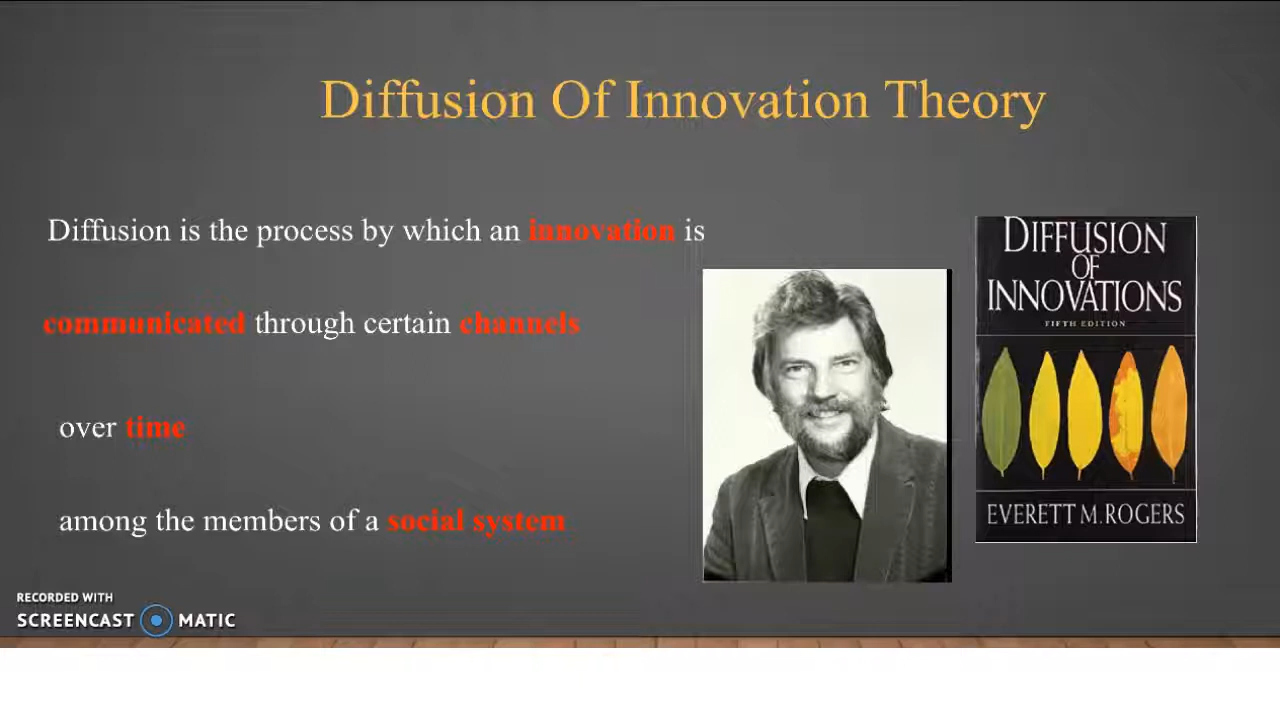 Diffusion Of Innovation Theory
Diffusion is the process by which an innovation is
communicated through certain channels
over time
among the members of a social system
DIFFUSION
OF
INNOVATIONS
FIFTH EDITION
EVERETT M. ROGERS
RECORDED WITH
SCREENCAST MATIC